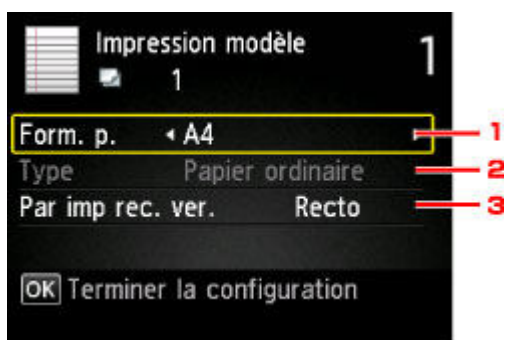 Impression modèle 1
1
Form. p. A4 1
Type Papier ordinaire 2
Par imp rec. ver. Recto 3
OK Terminer la configuration